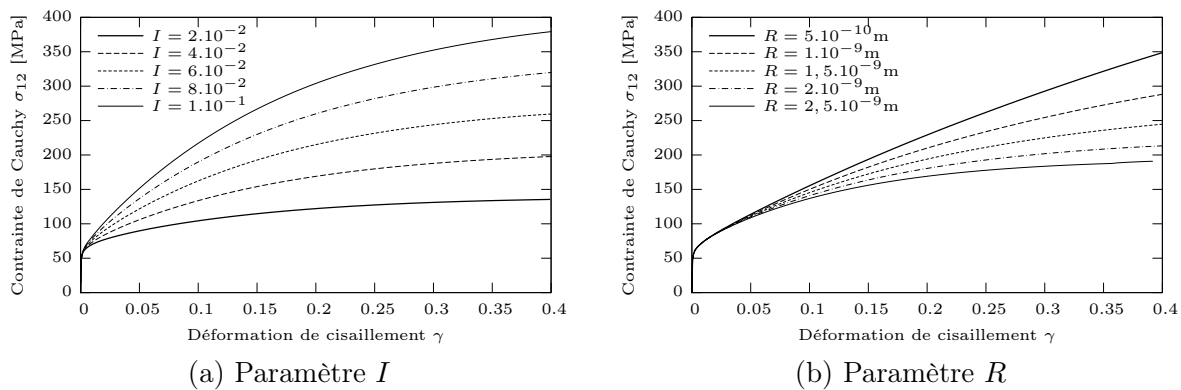 Contrainte de Cauchy σ12 [MPa]
400
350
300
250
200
150
100
50
0
I = 2.10−2
I = 4.10−2
I = 6.10−2
I = 8.10−2
I = 1.10−1
0 0.05 0.1 0.15 0.2 0.25 0.3 0.35 0.4
Déformation de cisaillement γ
(a) Paramètre I
Contrainte de Cauchy σ12 [MPa]
400
350
300
250
200
150
100
50
0
R = 5.10−10m
R = 1.10−9m
R = 1, 5.10−9m
R = 2.10−9m
R = 2, 5.10−9m
0 0.05 0.1 0.15 0.2 0.25 0.3 0.35 0.4
Déformation de cisaillement γ
(b) Paramètre R